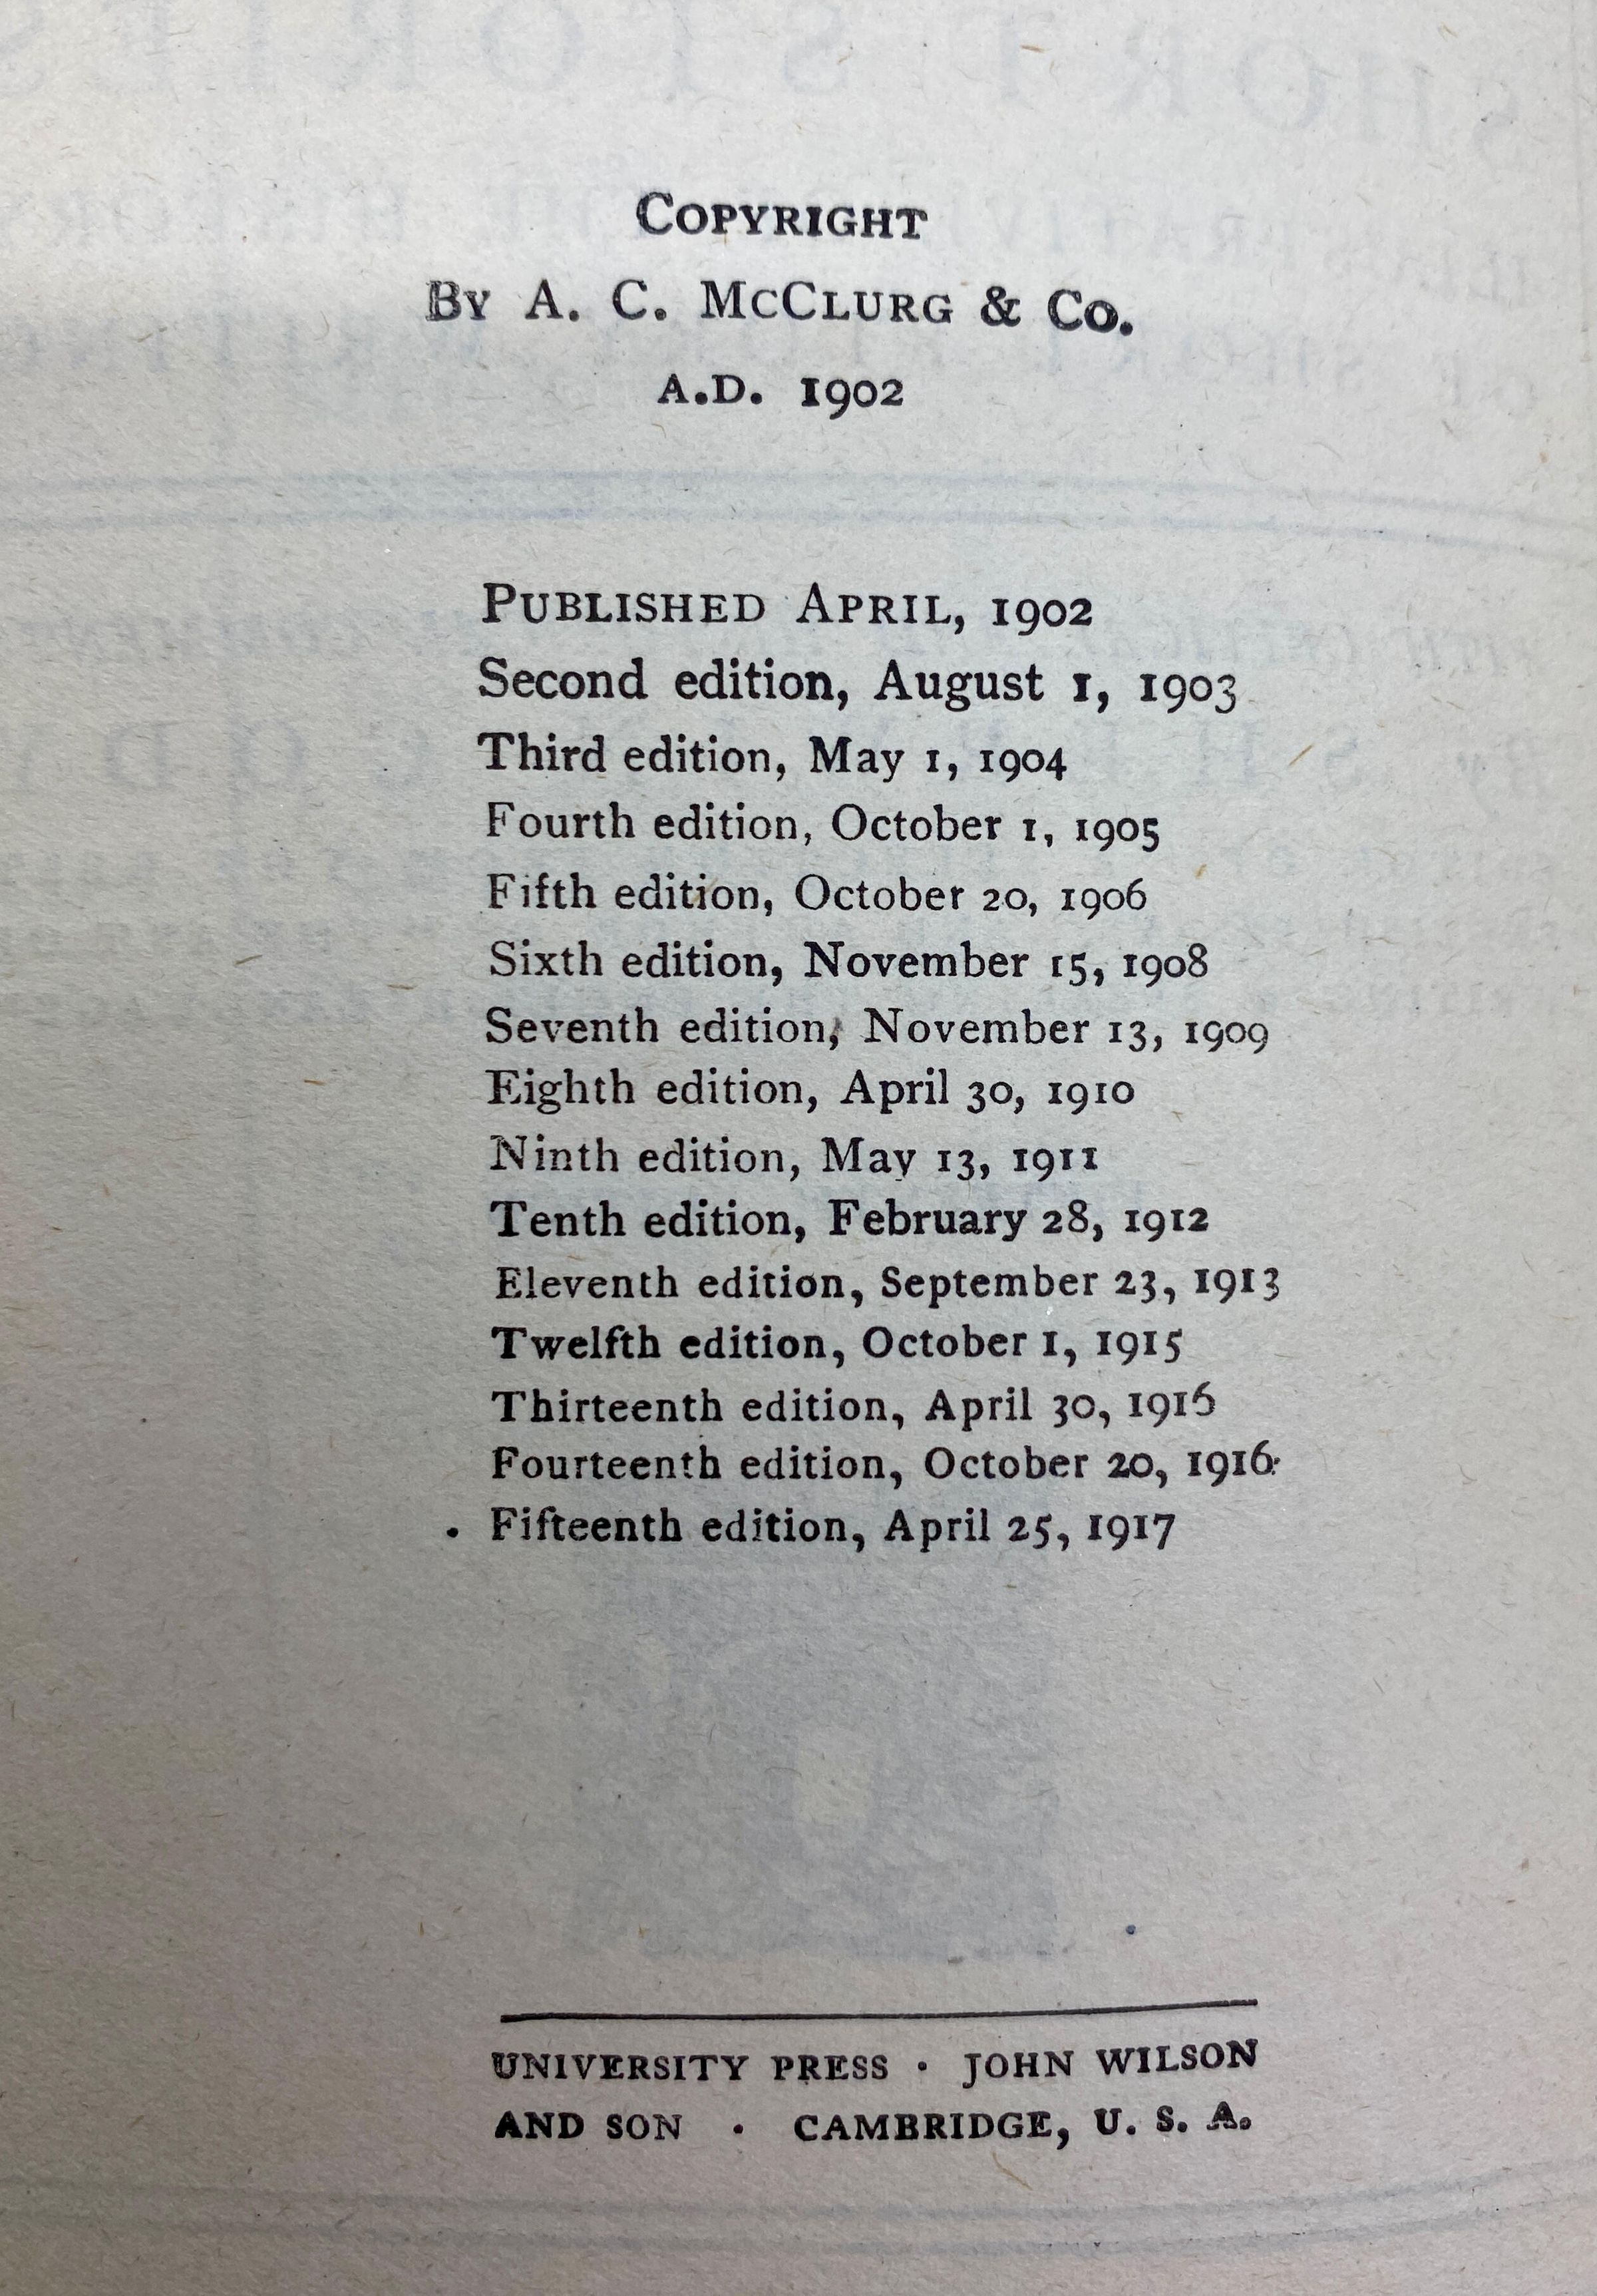 COPYRIGHT
BY A. C. MCCLURG & CO.
A.D. 1902
PUBLISHED APRIL, 1902
Second edition, August 1, 1903
Third edition, May 1, 1904
Fourth edition, October 1, 1905
Fifth edition, October 20, 1906
Sixth edition, November 15, 1908
Seventh edition, November 13, 1909
Eighth edition, April 30, 1910
Ninth edition, May 13, 1911
Tenth edition, February 28, 1912
Eleventh edition, September 23, 1913
Twelfth edition, October 1, 1915
Thirteenth edition, April 30, 1916
Fourteenth edition, October 20, 1916
Fifteenth edition, April 25, 1917
UNIVERSITY PRESS · JOHN WILSON
AND SON · CAMBRIDGE, U. S. A.